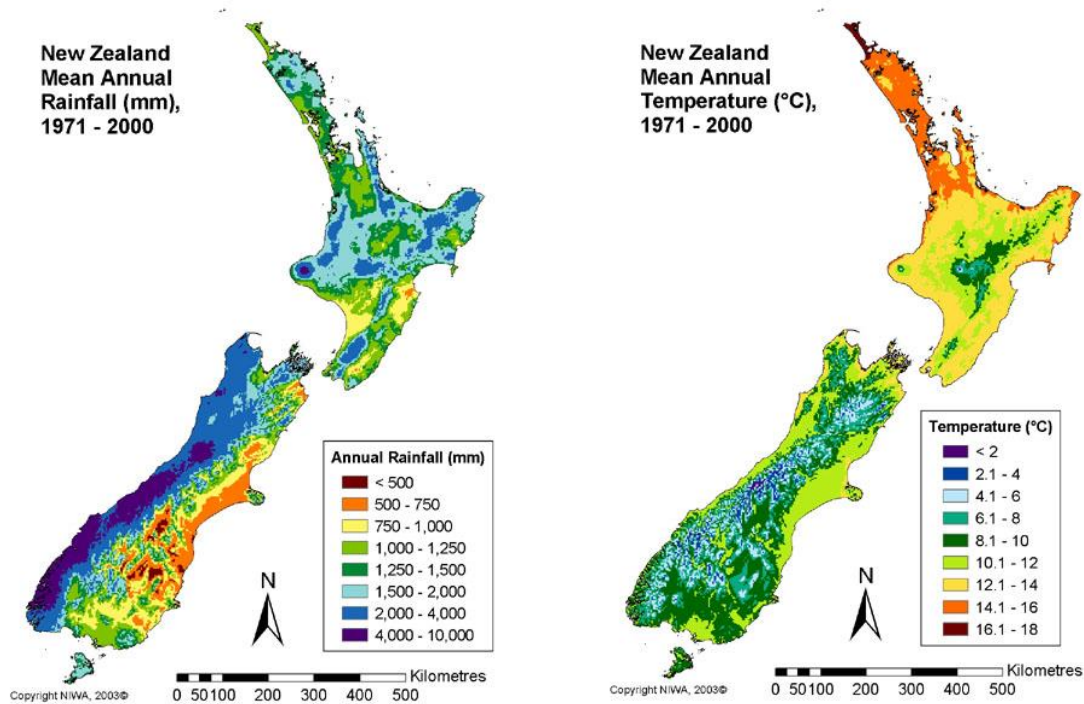 New Zealand
Mean Annual
Rainfall (mm),
1971 - 2000
Annual Rainfall (mm)
< 500
500 - 750
750 - 1,000
1,000 - 1,250
1,250 - 1,500
1,500 - 2,000
2,000 - 4,000
4,000 - 10,000
N
Kilometres
0 50 100 200 300 400 500
Copyright NIWA, 2003©
New Zealand
Mean Annual
Temperature (°C),
1971 - 2000
Temperature (°C)
< 2
2.1 - 4
4.1 - 6
6.1 - 8
8.1 - 10
10.1 - 12
12.1 - 14
14.1 - 16
16.1 - 18
N
Kilometres
0 50 100 200 300 400 500
Copyright NIWA, 2003©